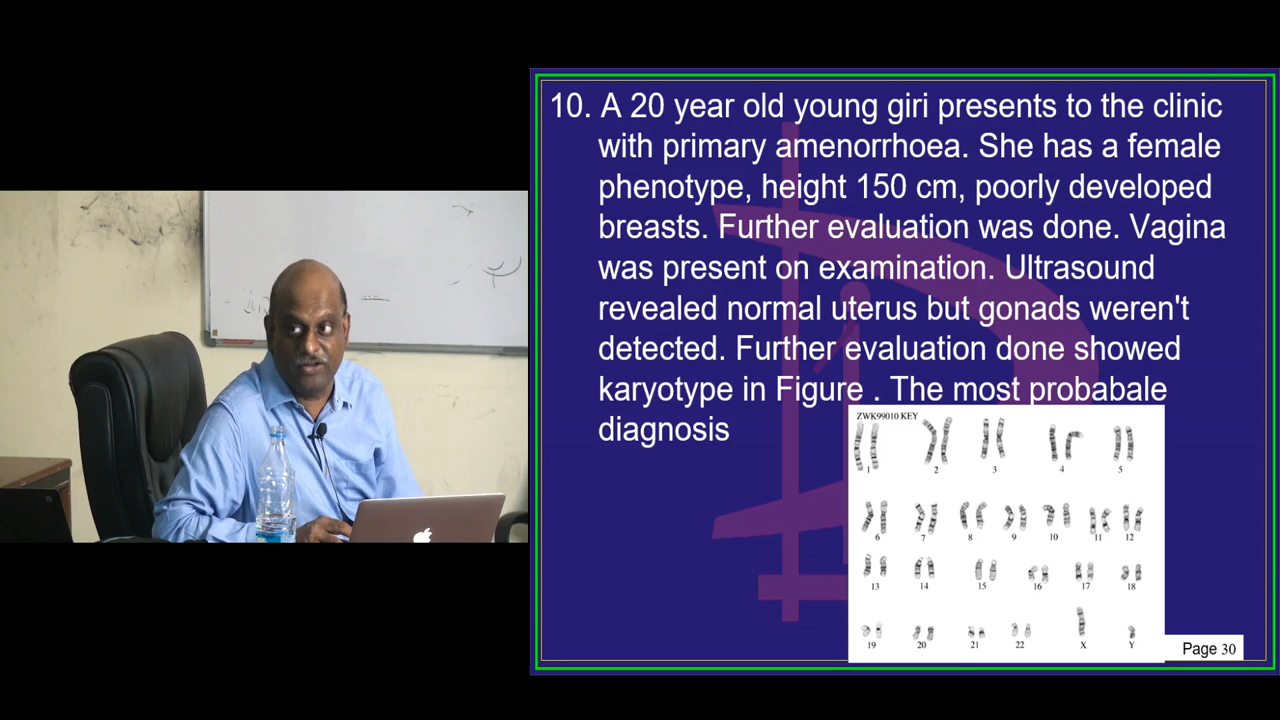 10. A 20 year old young giri presents to the clinic
with primary amenorrhoea. She has a female
phenotype, height 150 cm, poorly developed
breasts. Further evaluation was done. Vagina
was present on examination. Ultrasound
revealed normal uterus but gonads weren't
detected. Further evaluation done showed
karyotype in Figure . The most probabale
diagnosis
ZWK99010 KEY
1 2 3 4 5
6 7 8 9 10 11 12
13 14 15 16 17 18
19 20 21 22 X Y
Page 30